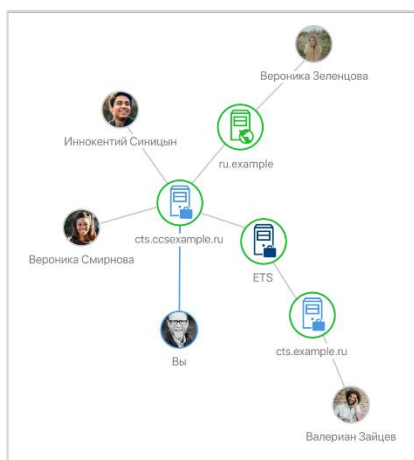 Вероника Зеленцова
Иннокентий Синицын
ru.example
cts.ccsexample.ru
Вероника Смирнова
ETS
cts.example.ru
Вы
Валериан Зайцев